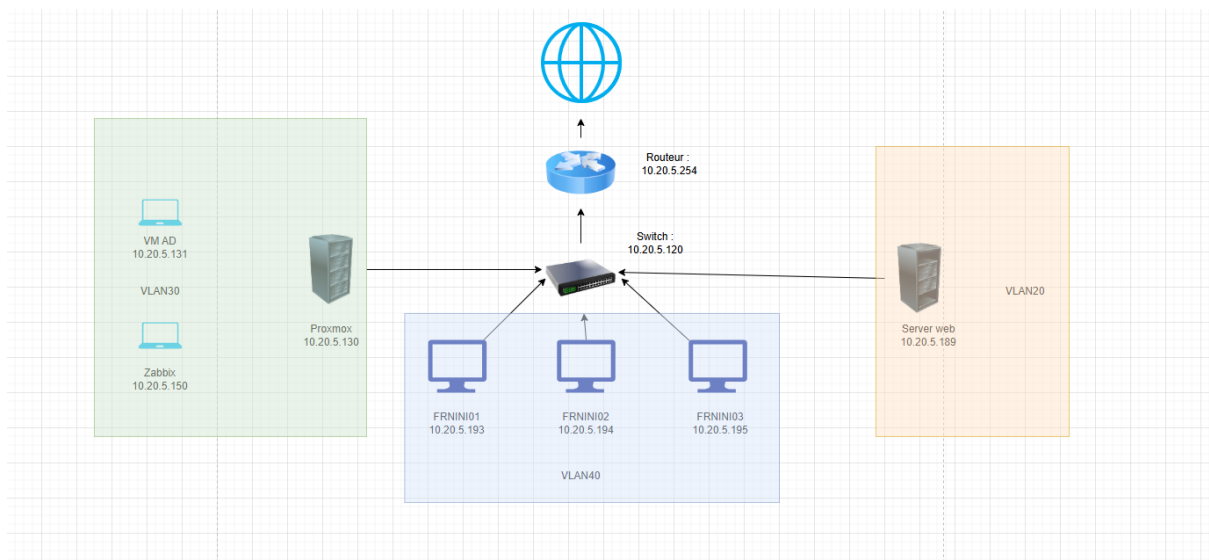 Routeur :
10.20.5.254
Switch :
10.20.5.120
VM AD
10.20.5.131
VLAN30
Zabbix
10.20.5.150
Proxmox
10.20.5.130
FRNINI01
10.20.5.193
FRNINI02
10.20.5.194
FRNINI03
10.20.5.195
VLAN40
Server web
10.20.5.189
VLAN20